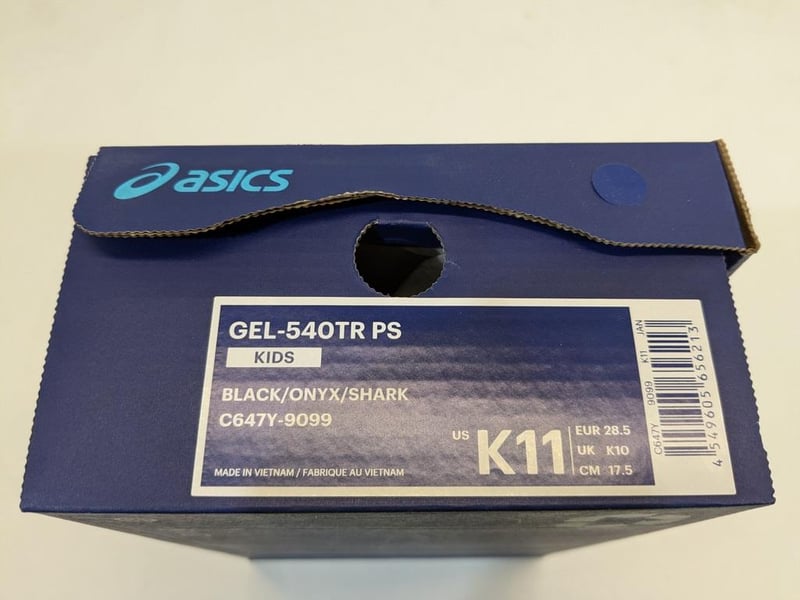 asics
GEL-540TR PS
KIDS
BLACK/ONYX/SHARK
C647Y-9099
US K11
EUR 28.5
UK K10
CM 17.5
MADE IN VIETNAM / FABRIQUE AU VIETNAM
C647Y 9099 K11 JAN
4 549605 656213